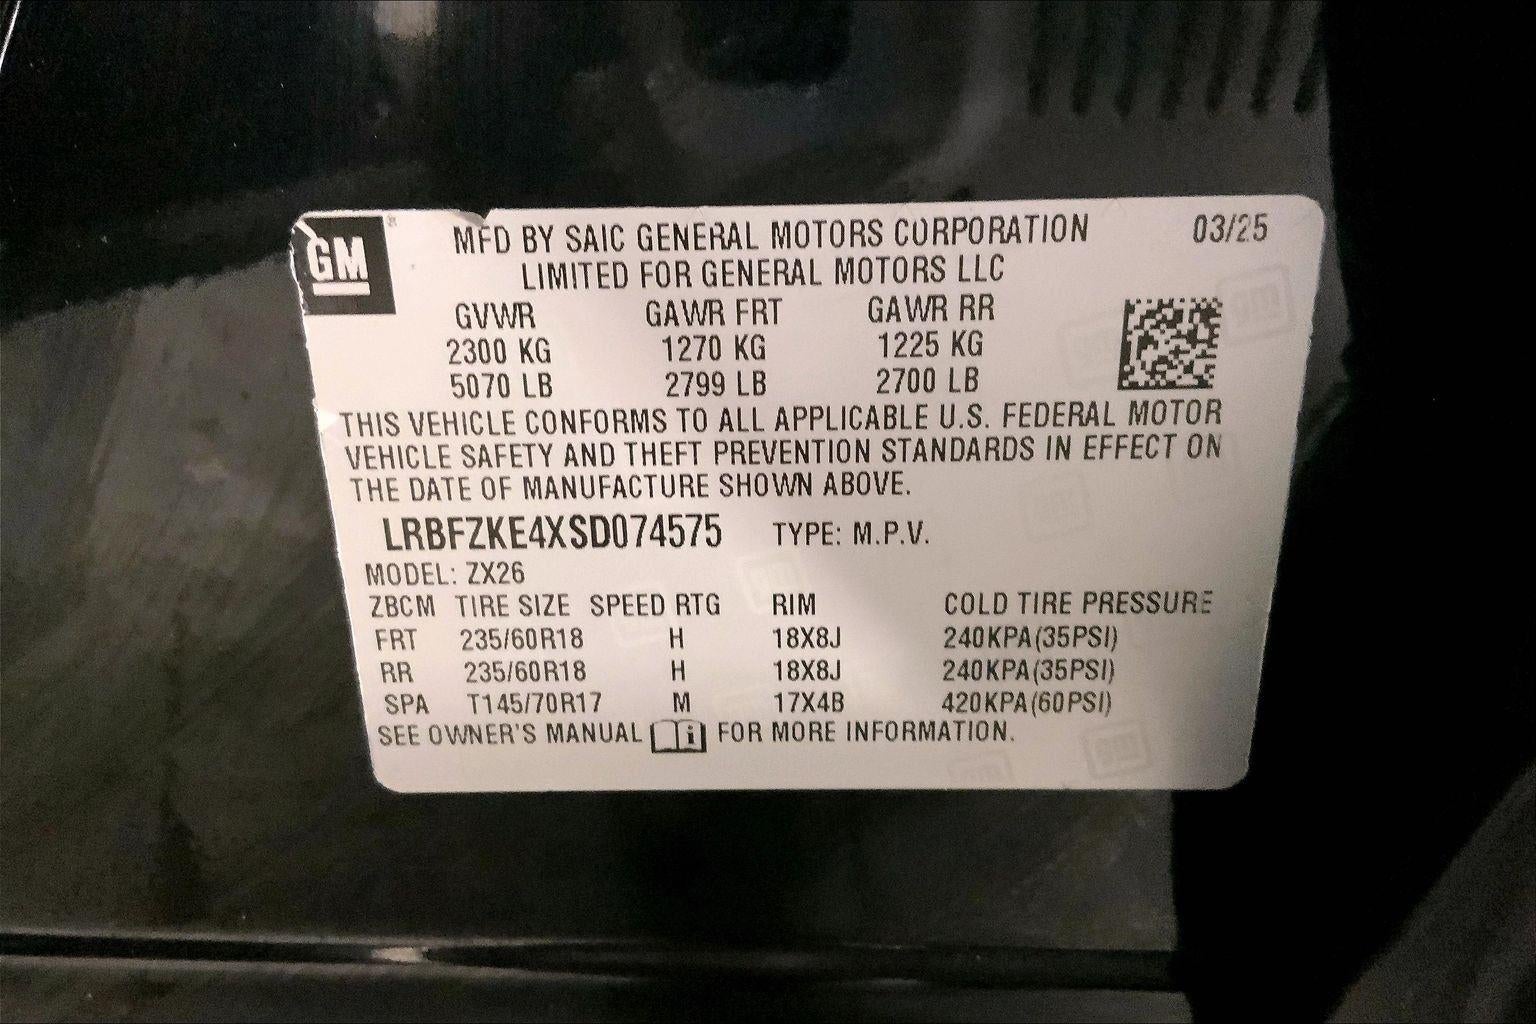 GM
MFD BY SAIC GENERAL MOTORS CORPORATION 03/25
LIMITED FOR GENERAL MOTORS LLC
GVWR GAWR FRT GAWR RR
2300 KG 1270 KG 1225 KG
5070 LB 2799 LB 2700 LB
THIS VEHICLE CONFORMS TO ALL APPLICABLE U.S. FEDERAL MOTOR
VEHICLE SAFETY AND THEFT PREVENTION STANDARDS IN EFFECT ON
THE DATE OF MANUFACTURE SHOWN ABOVE.
LRBFZKE4XSD074575 TYPE: M.P.V.
MODEL: ZX26
ZBCM TIRE SIZE SPEED RTG RIM COLD TIRE PRESSURE
FRT 235/60R18 H 18X8J 240KPA(35PSI)
RR 235/60R18 H 18X8J 240KPA(35PSI)
SPA T145/70R17 M 17X4B 420KPA(60PSI)
SEE OWNER'S MANUAL i FOR MORE INFORMATION.